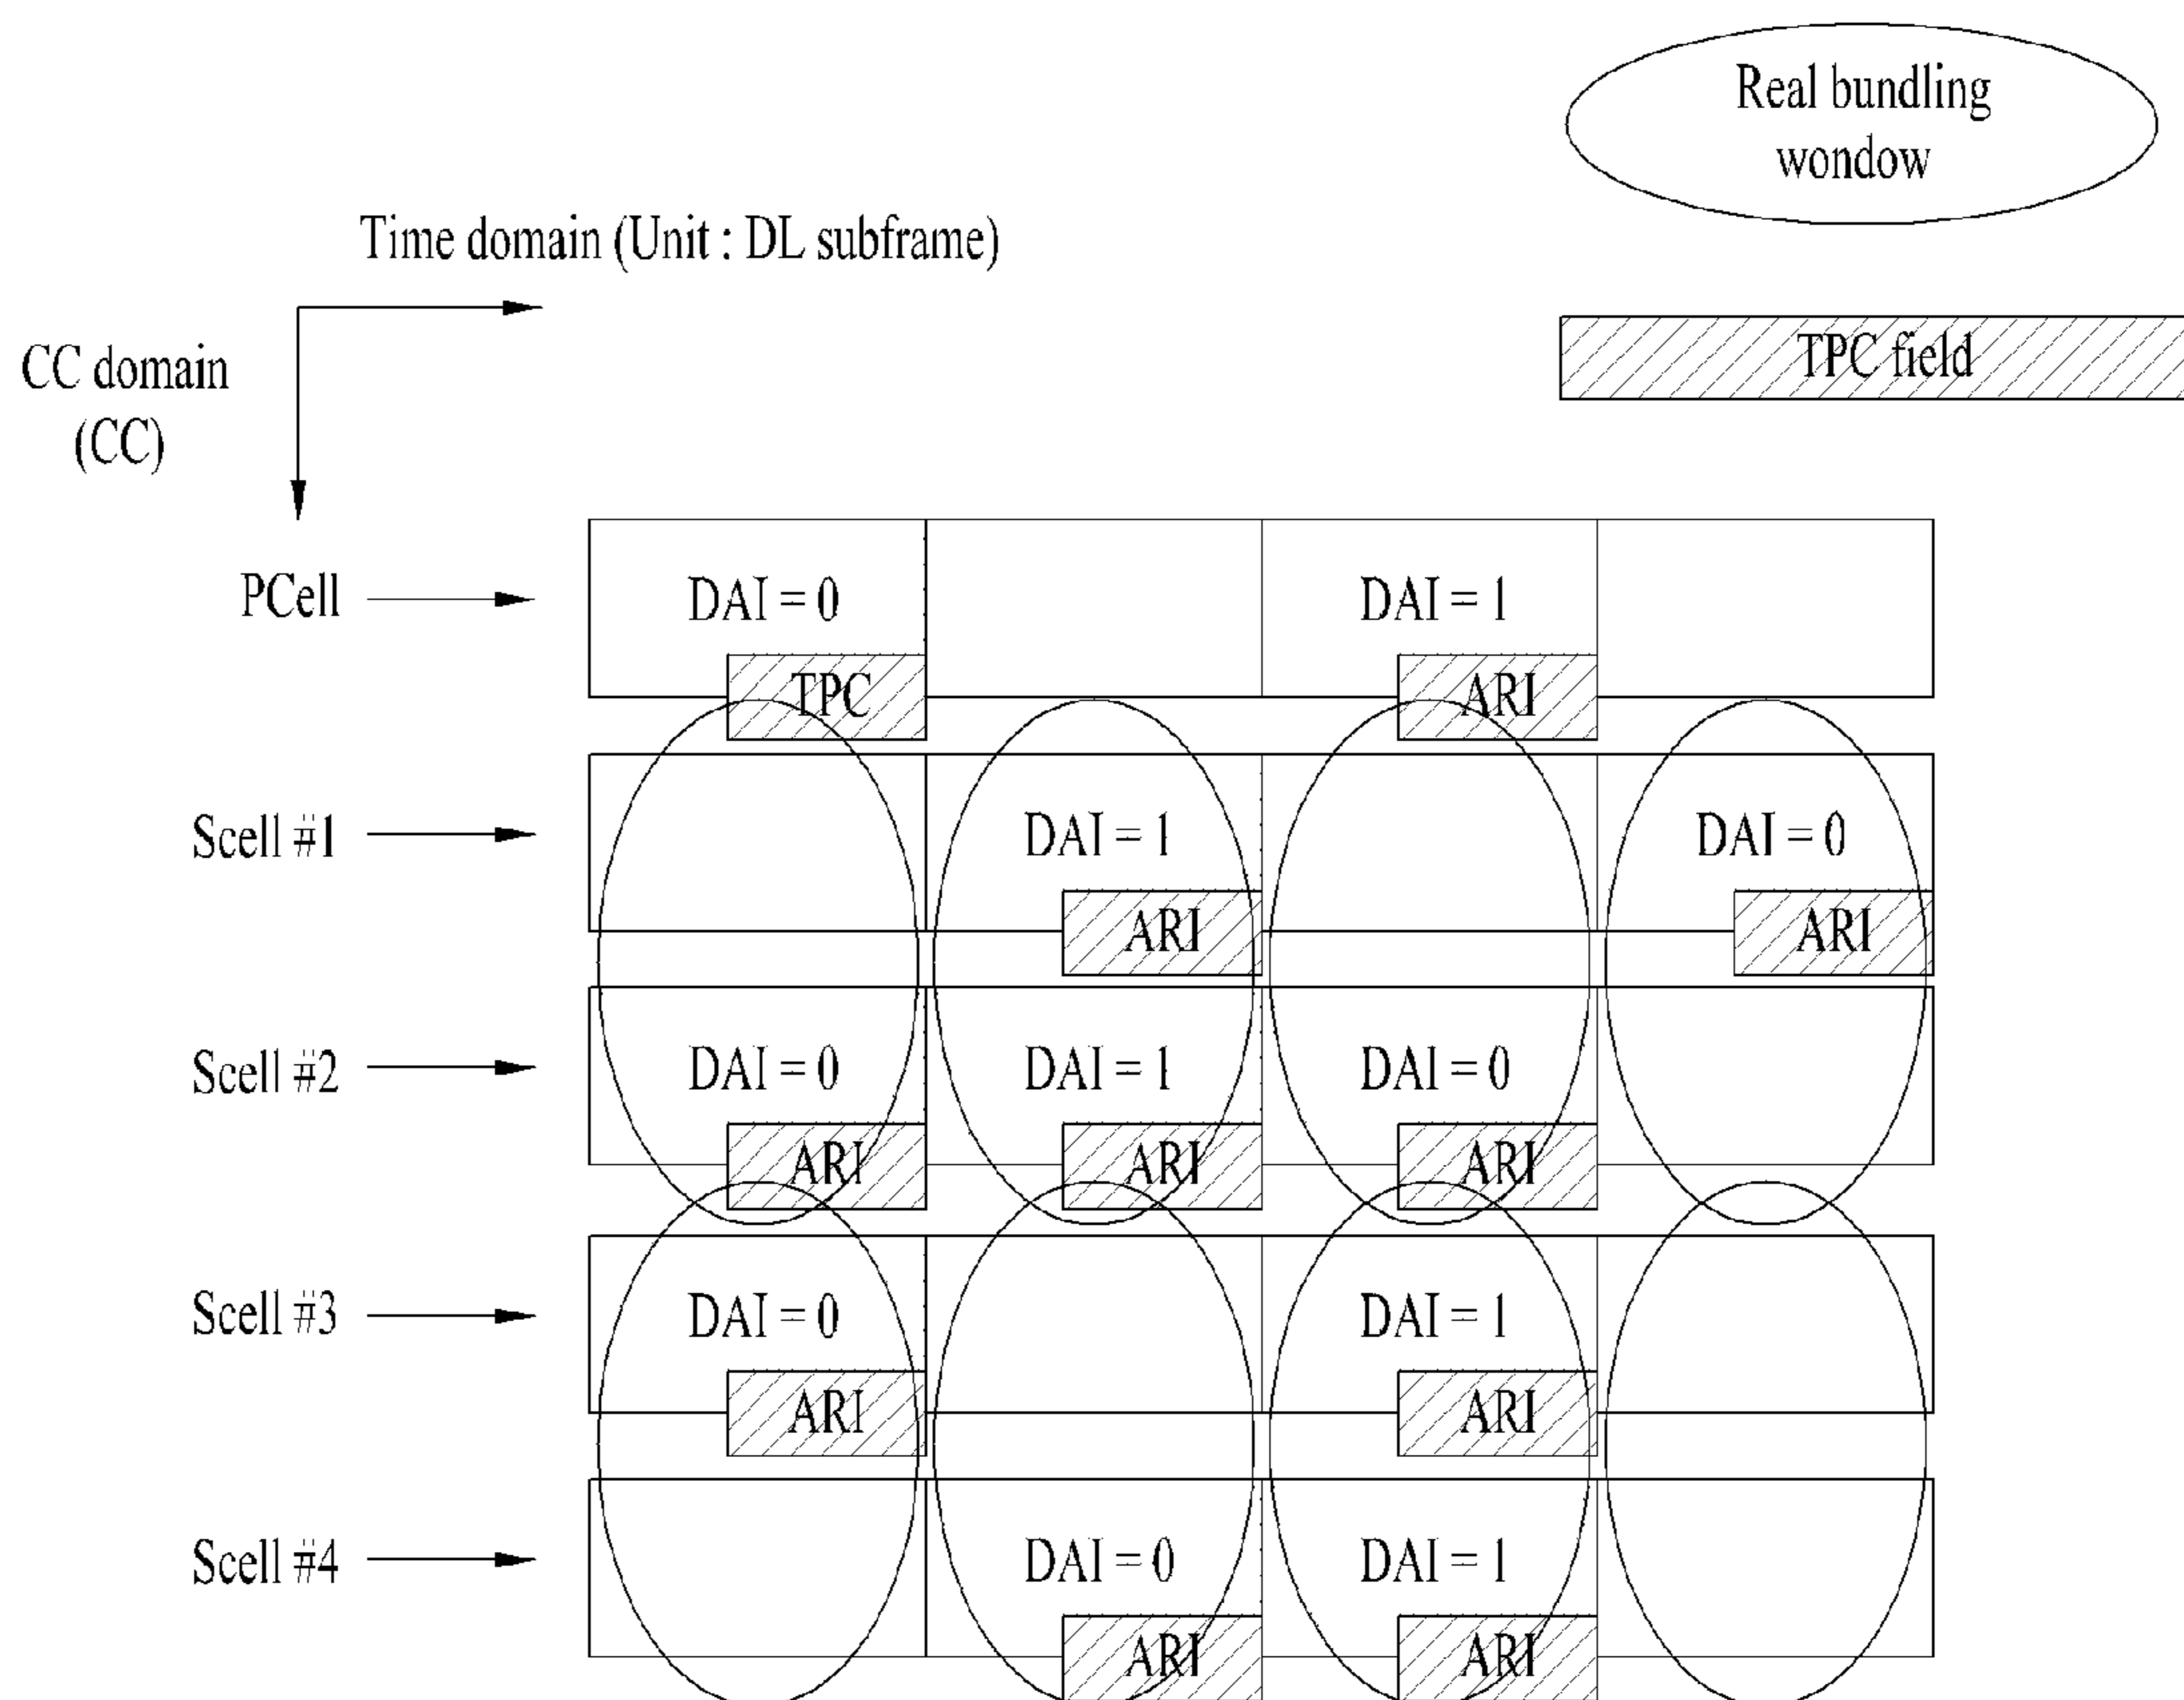 Real bundling
wondow
Time domain (Unit : DL subframe)
CC domain
(CC)
TPC field
PCell
DAI = 0
DAI = 1
TPC
ARI
Scell #1
DAI = 1
DAI = 0
ARI
ARI
Scell #2
DAI = 0
DAI = 1
DAI = 0
ARI
ARI
ARI
Scell #3
DAI = 0
DAI = 1
ARI
ARI
Scell #4
DAI = 0
DAI = 1
ARI
ARI